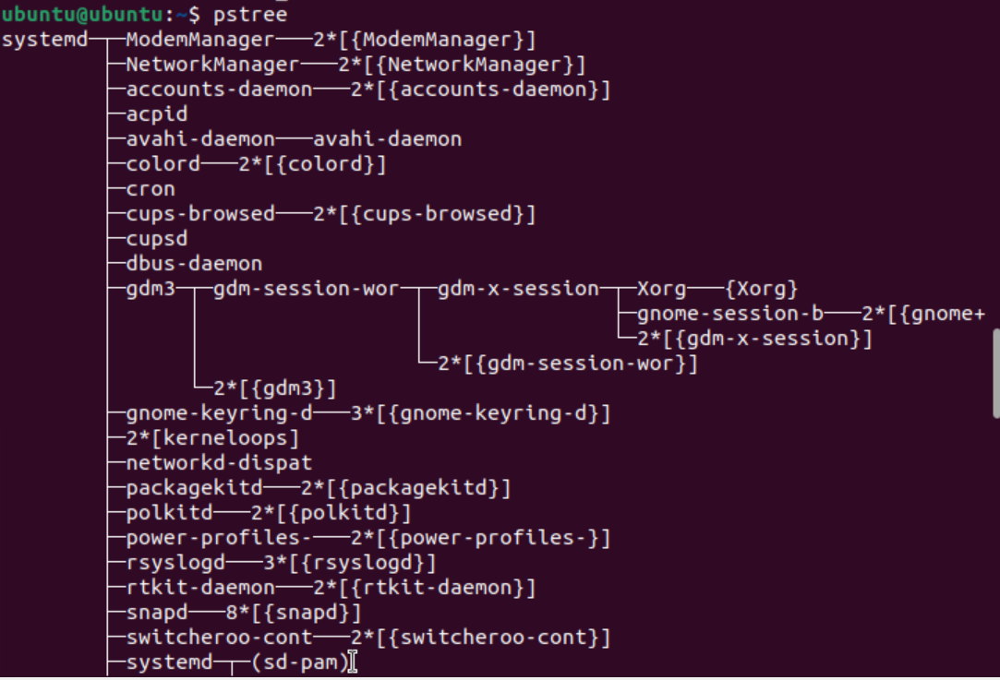 ubuntu@ubuntu:~$ pstree
systemd─┬─ModemManager───2*[{ModemManager}]
        ├─NetworkManager───2*[{NetworkManager}]
        ├─accounts-daemon───2*[{accounts-daemon}]
        ├─acpid
        ├─avahi-daemon───avahi-daemon
        ├─colord───2*[{colord}]
        ├─cron
        ├─cups-browsed───2*[{cups-browsed}]
        ├─cupsd
        ├─dbus-daemon
        ├─gdm3─┬─gdm-session-wor─┬─gdm-x-session─┬─Xorg───{Xorg}
        │      │                 │               ├─gnome-session-b───2*[{gnome+
        │      │                 │               └─2*[{gdm-x-session}]
        │      │                 └─2*[{gdm-session-wor}]
        │      └─2*[{gdm3}]
        ├─gnome-keyring-d───3*[{gnome-keyring-d}]
        ├─2*[kerneloops]
        ├─networkd-dispat
        ├─packagekitd───2*[{packagekitd}]
        ├─polkitd───2*[{polkitd}]
        ├─power-profiles-───2*[{power-profiles-}]
        ├─rsyslogd───3*[{rsyslogd}]
        ├─rtkit-daemon───2*[{rtkit-daemon}]
        ├─snapd───8*[{snapd}]
        ├─switcheroo-cont───2*[{switcheroo-cont}]
        ├─systemd─┬─(sd-pam)